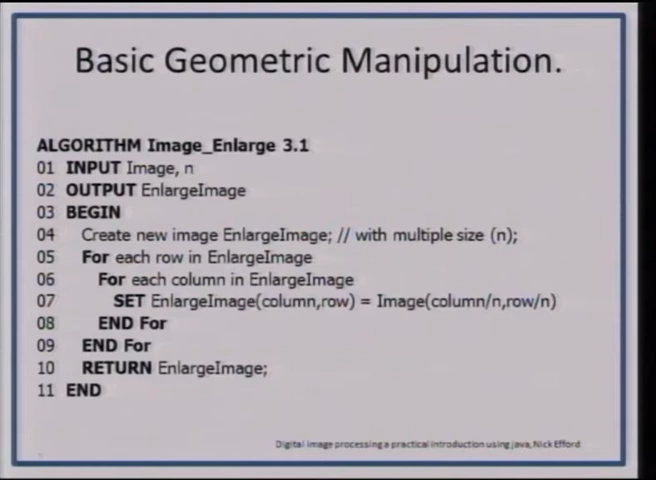 Basic Geometric Manipulation.
ALGORITHM Image_Enlarge 3.1
01 INPUT Image, n
02 OUTPUT EnlargeImage
03 BEGIN
04 Create new image EnlargeImage; // with multiple size (n);
05 For each row in EnlargeImage
06 For each column in EnlargeImage
07 SET EnlargeImage(column,row) = Image(column/n,row/n)
08 END For
09 END For
10 RETURN EnlargeImage;
11 END
Digital image processing a practical introduction using java, Nick Efford